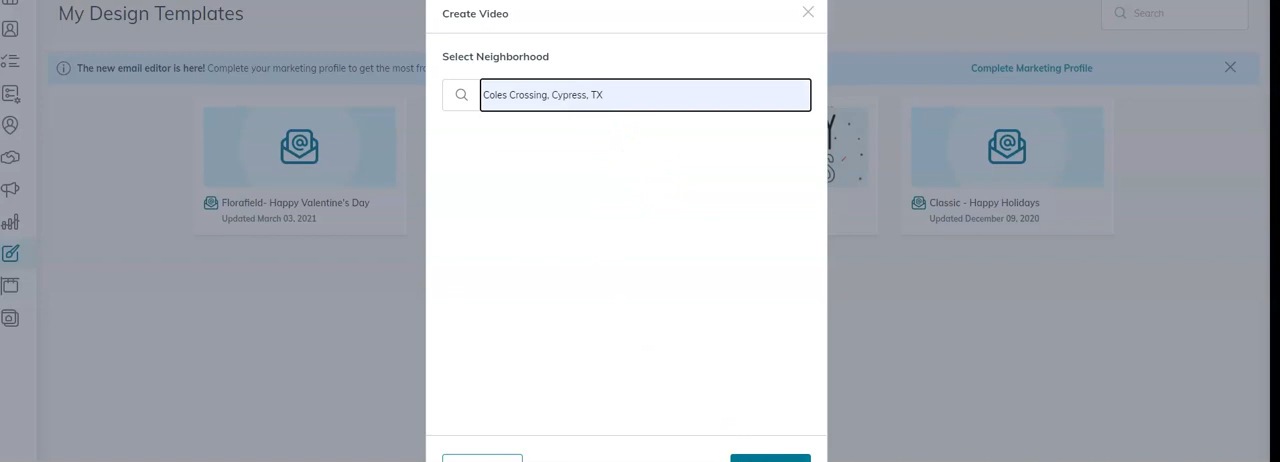 My Design Templates
Create Video
Search
Select Neighborhood
The new email editor is here! Complete your marketing profile to get the most
Complete Marketing Profile
Coles Crossing, Cypress, TX
Florafield- Happy Valentine's Day
Updated March 03, 2021
Classic - Happy Holidays
Updated December 09, 2020